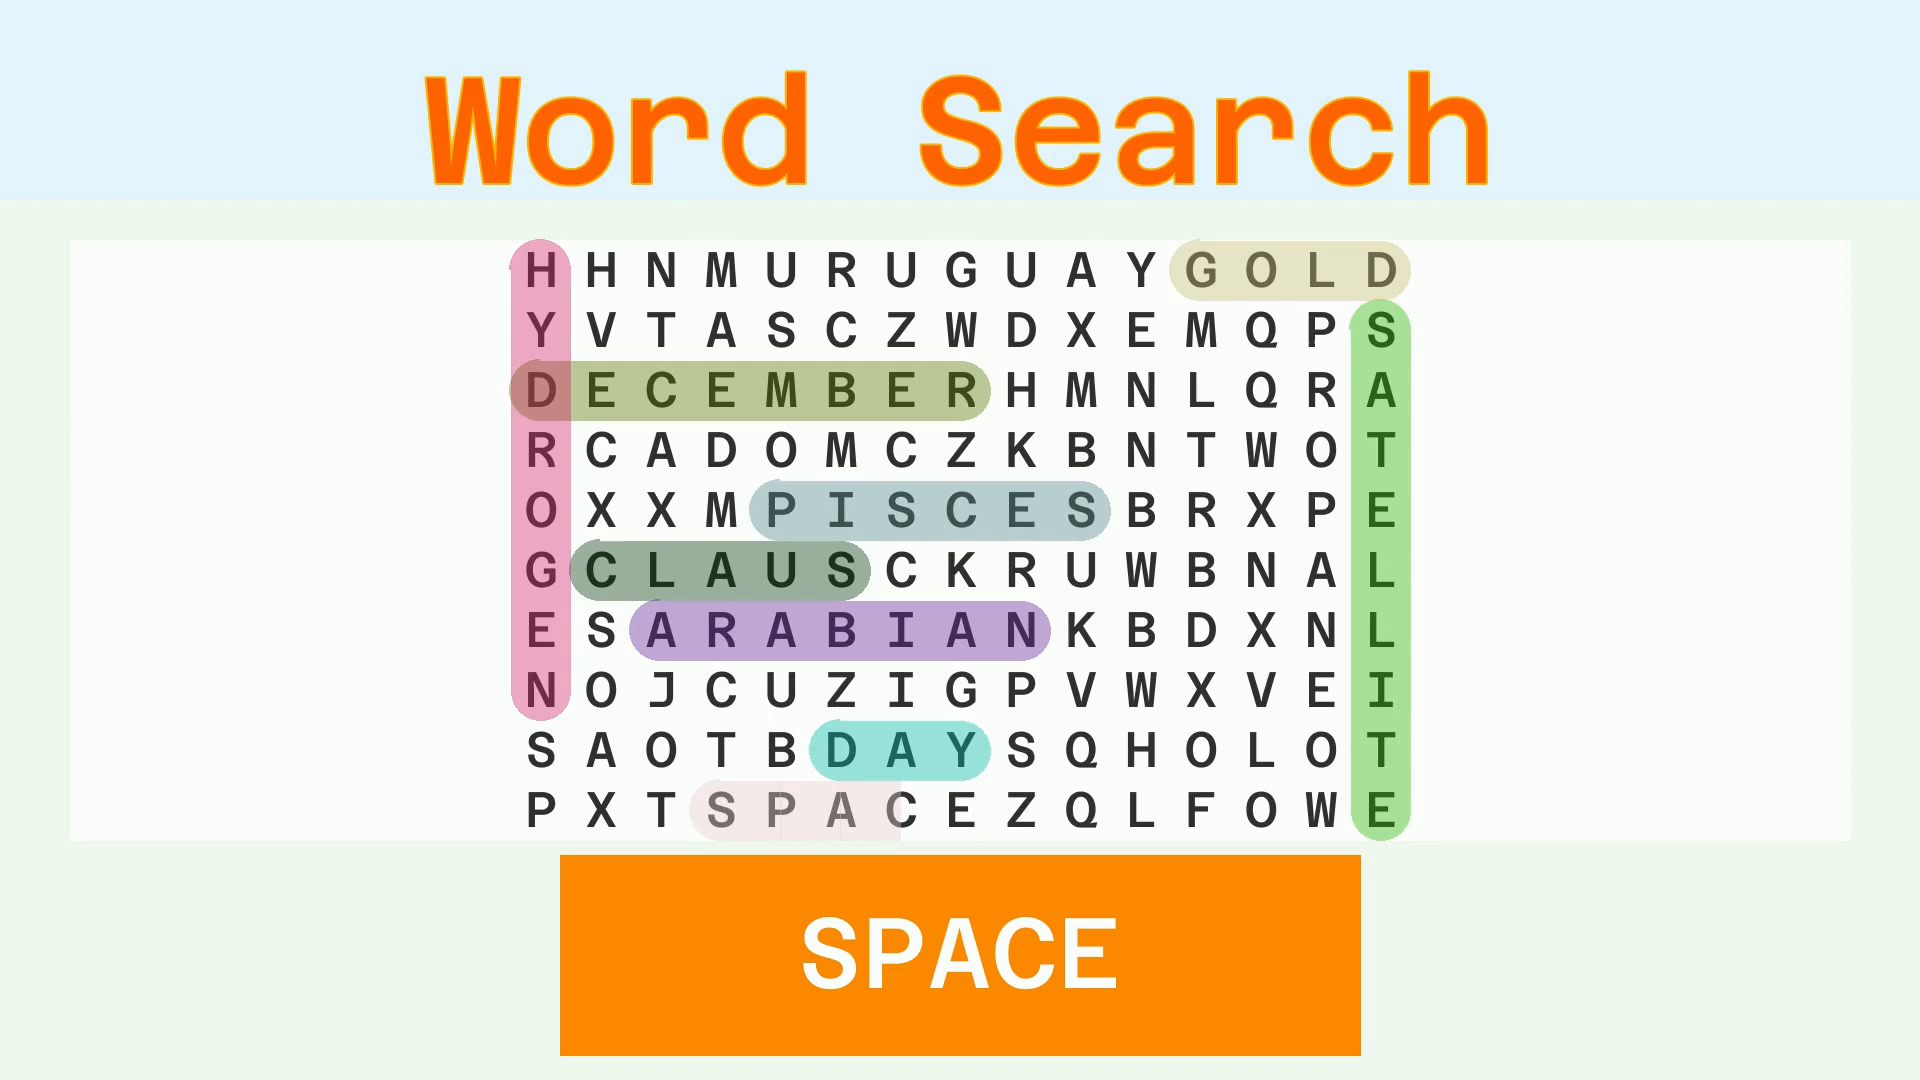 Word Search
H H N M U R U G U A Y G O L D
Y V T A S C Z W D X E M Q P S
D E C E M B E R H M N L Q R A
R C A D O M C Z K B N T W O T
O X X M P I S C E S B R X P E
G C L A U S C K R U W B N A L
E S A R A B I A N K B D X N L
N O J C U Z I G P V W X V E I
S A O T B D A Y S Q H O L O T
P X T S P A C E Z Q L F O W E
SPACE